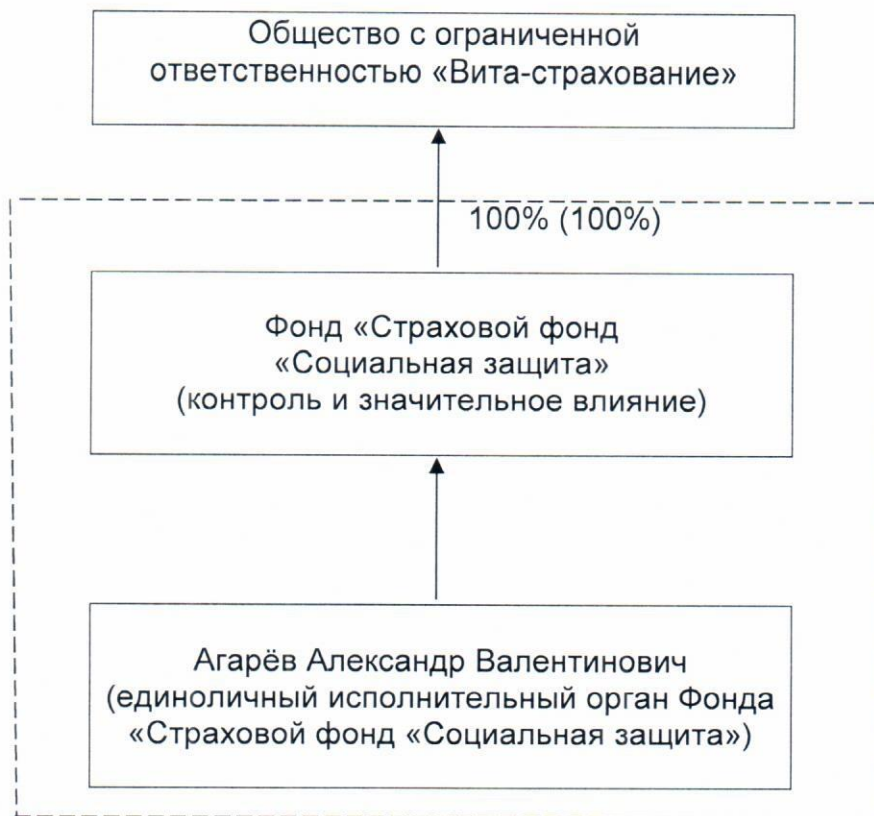 Общество с ограниченной
ответственностью «Вита-страхование»
100% (100%)
Фонд «Страховой фонд
«Социальная защита»
(контроль и значительное влияние)
Агарёв Александр Валентинович
(единоличный исполнительный орган Фонда
«Страховой фонд «Социальная защита»)